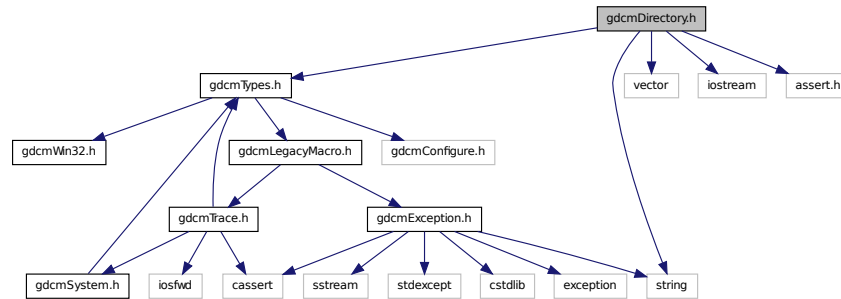 gdcmDirectory.h
gdcmTypes.h
vector
iostream
assert.h
gdcmWin32.h
gdcmLegacyMacro.h
gdcmConfigure.h
gdcmTrace.h
gdcmException.h
gdcmSystem.h
iosfwd
cassert
sstream
stdexcept
cstdlib
exception
string